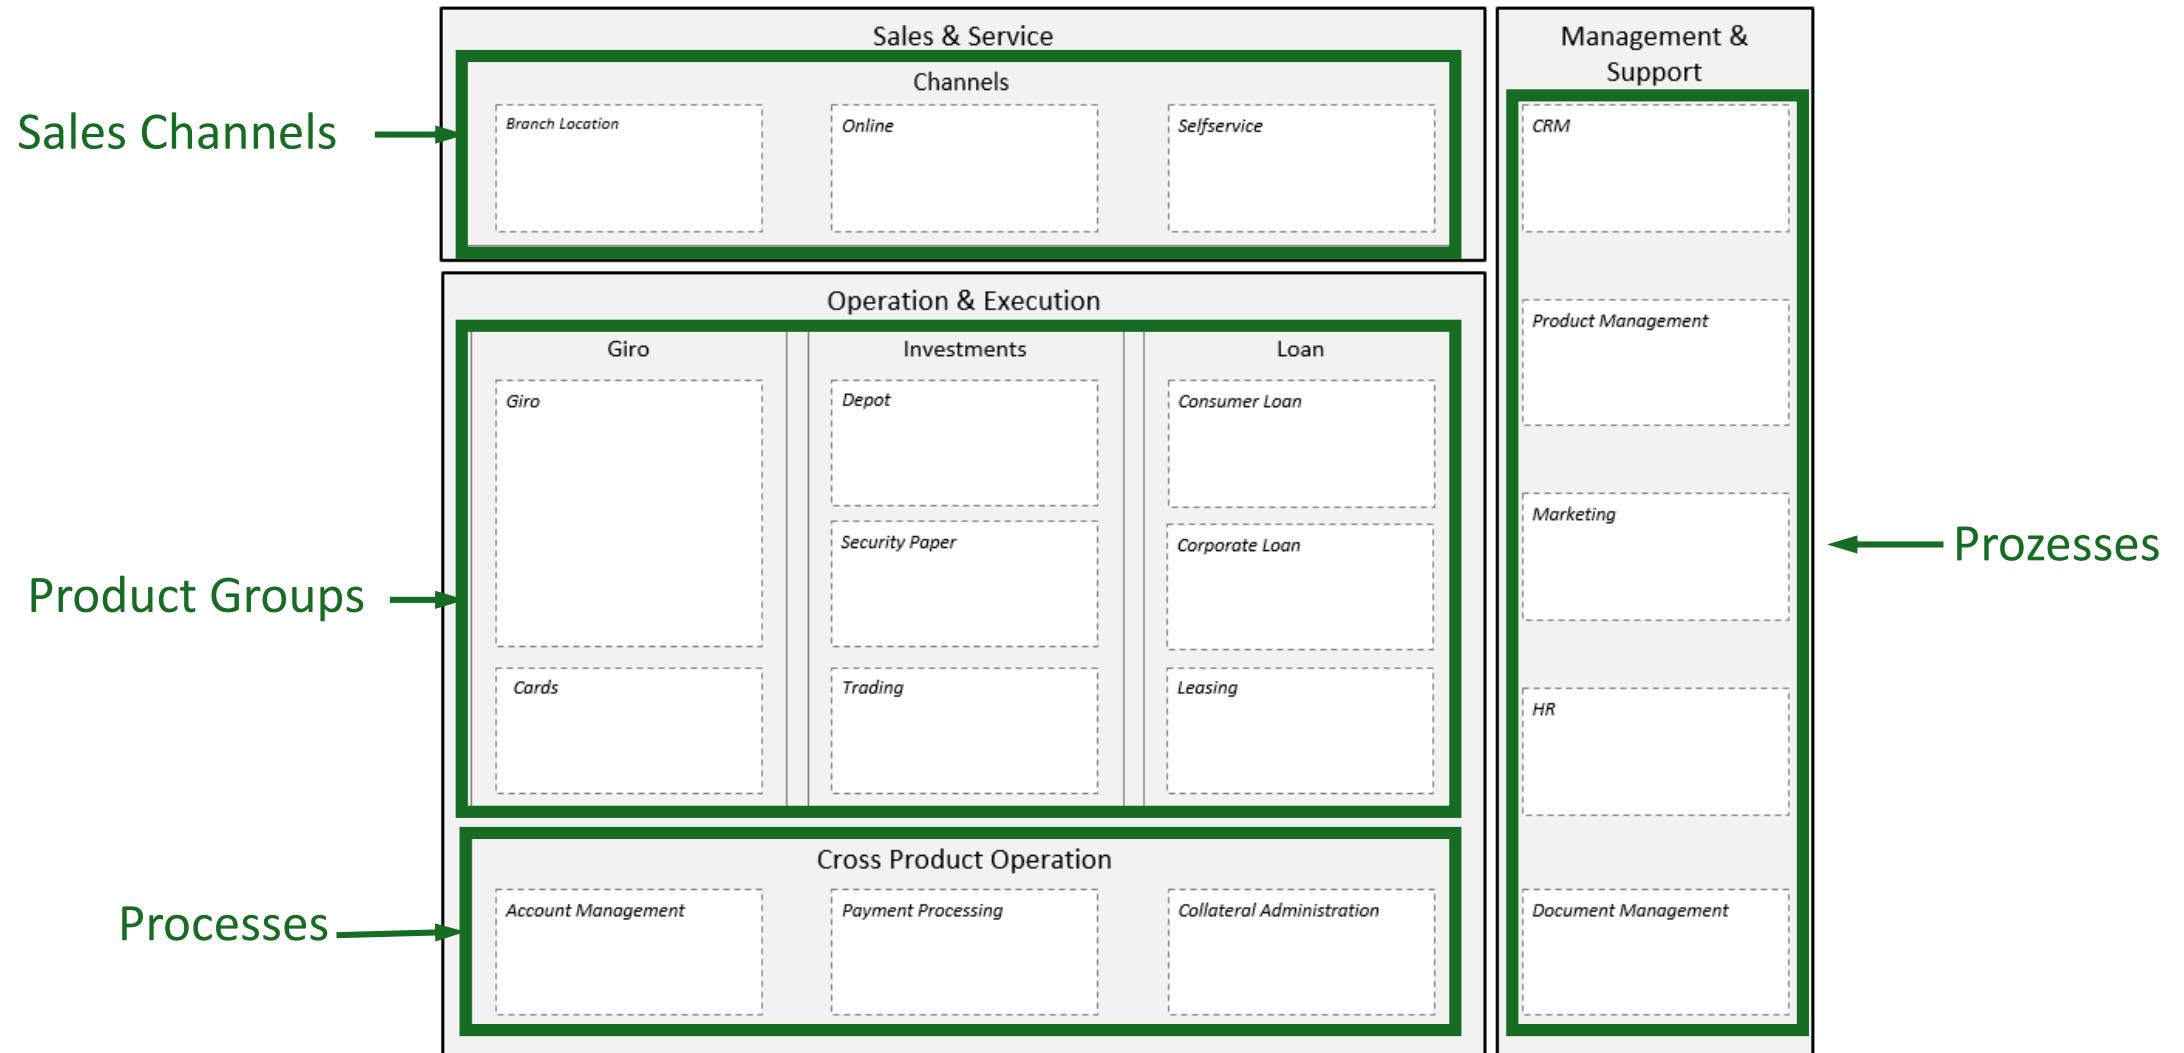 Sales & Service
Channels
Branch Location
Online
Selfservice
Sales Channels
Operation & Execution
Giro
Investments
Loan
Giro
Depot
Consumer Loan
Security Paper
Corporate Loan
Cards
Trading
Leasing
Product Groups
Cross Product Operation
Account Management
Payment Processing
Collateral Administration
Processes
Management &
Support
CRM
Product Management
Marketing
HR
Document Management
Prozesses